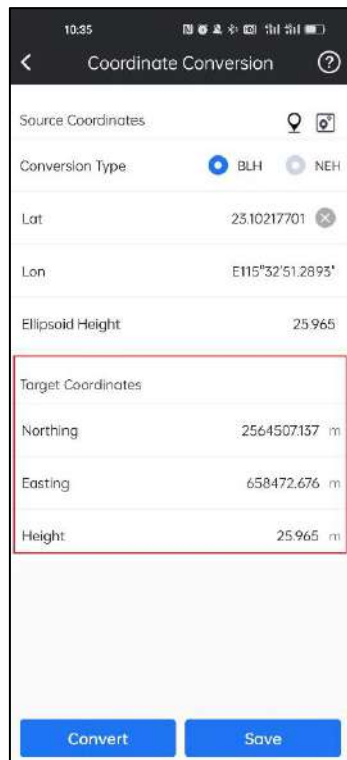 10:35
Coordinate Conversion
Source Coordinates
Conversion Type BLH NEH
Lat 23.10217701
Lon E115°32'51.2893"
Ellipsoid Height 25.965
Target Coordinates
Northing 2564507.137 m
Easting 658472.676 m
Height 25.965 m
Convert Save